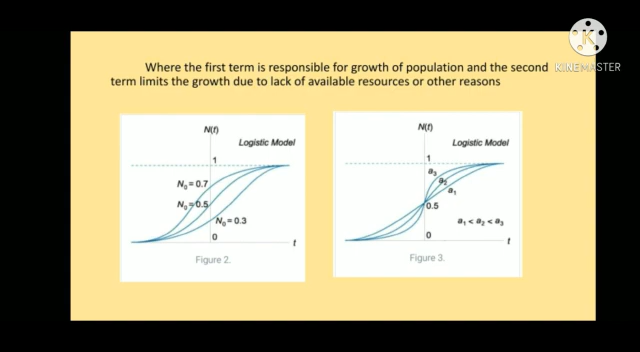 Where the first term is responsible for growth of population and the second
term limits the growth due to lack of available resources or other reasons
KINEMASTER
N(t)
Logistic Model
1
N₀ = 0.7
N₀ = 0.5
N₀ = 0.3
0
t
Figure 2.
N(t)
Logistic Model
1
a₃
a₂
a₁
0.5
a₁ < a₂ < a₃
0
t
Figure 3.